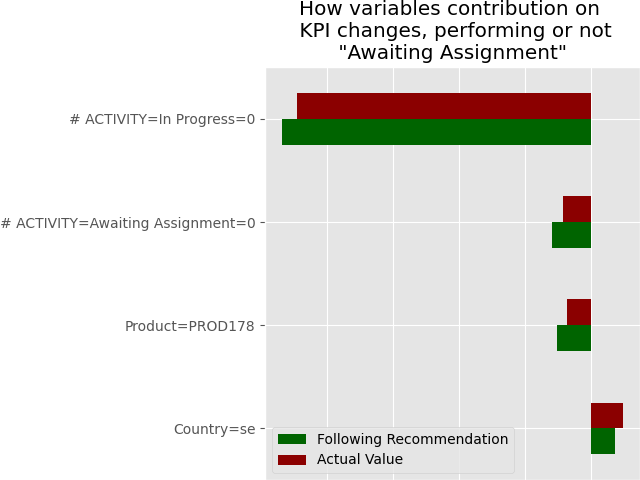 How variables contribution on
KPI changes, performing or not
"Awaiting Assignment"
# ACTIVITY=In Progress=0
# ACTIVITY=Awaiting Assignment=0
Product=PROD178
Country=se
Following Recommendation
Actual Value